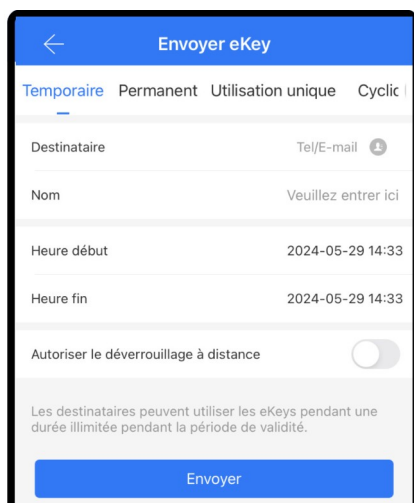 Envoyer eKey
Temporaire Permanent Utilisation unique Cyclic
Destinataire Tel/E-mail
Nom Veuillez entrer ici
Heure début 2024-05-29 14:33
Heure fin 2024-05-29 14:33
Autoriser le déverrouillage à distance
Les destinataires peuvent utiliser les eKeys pendant une
durée illimitée pendant la période de validité.
Envoyer